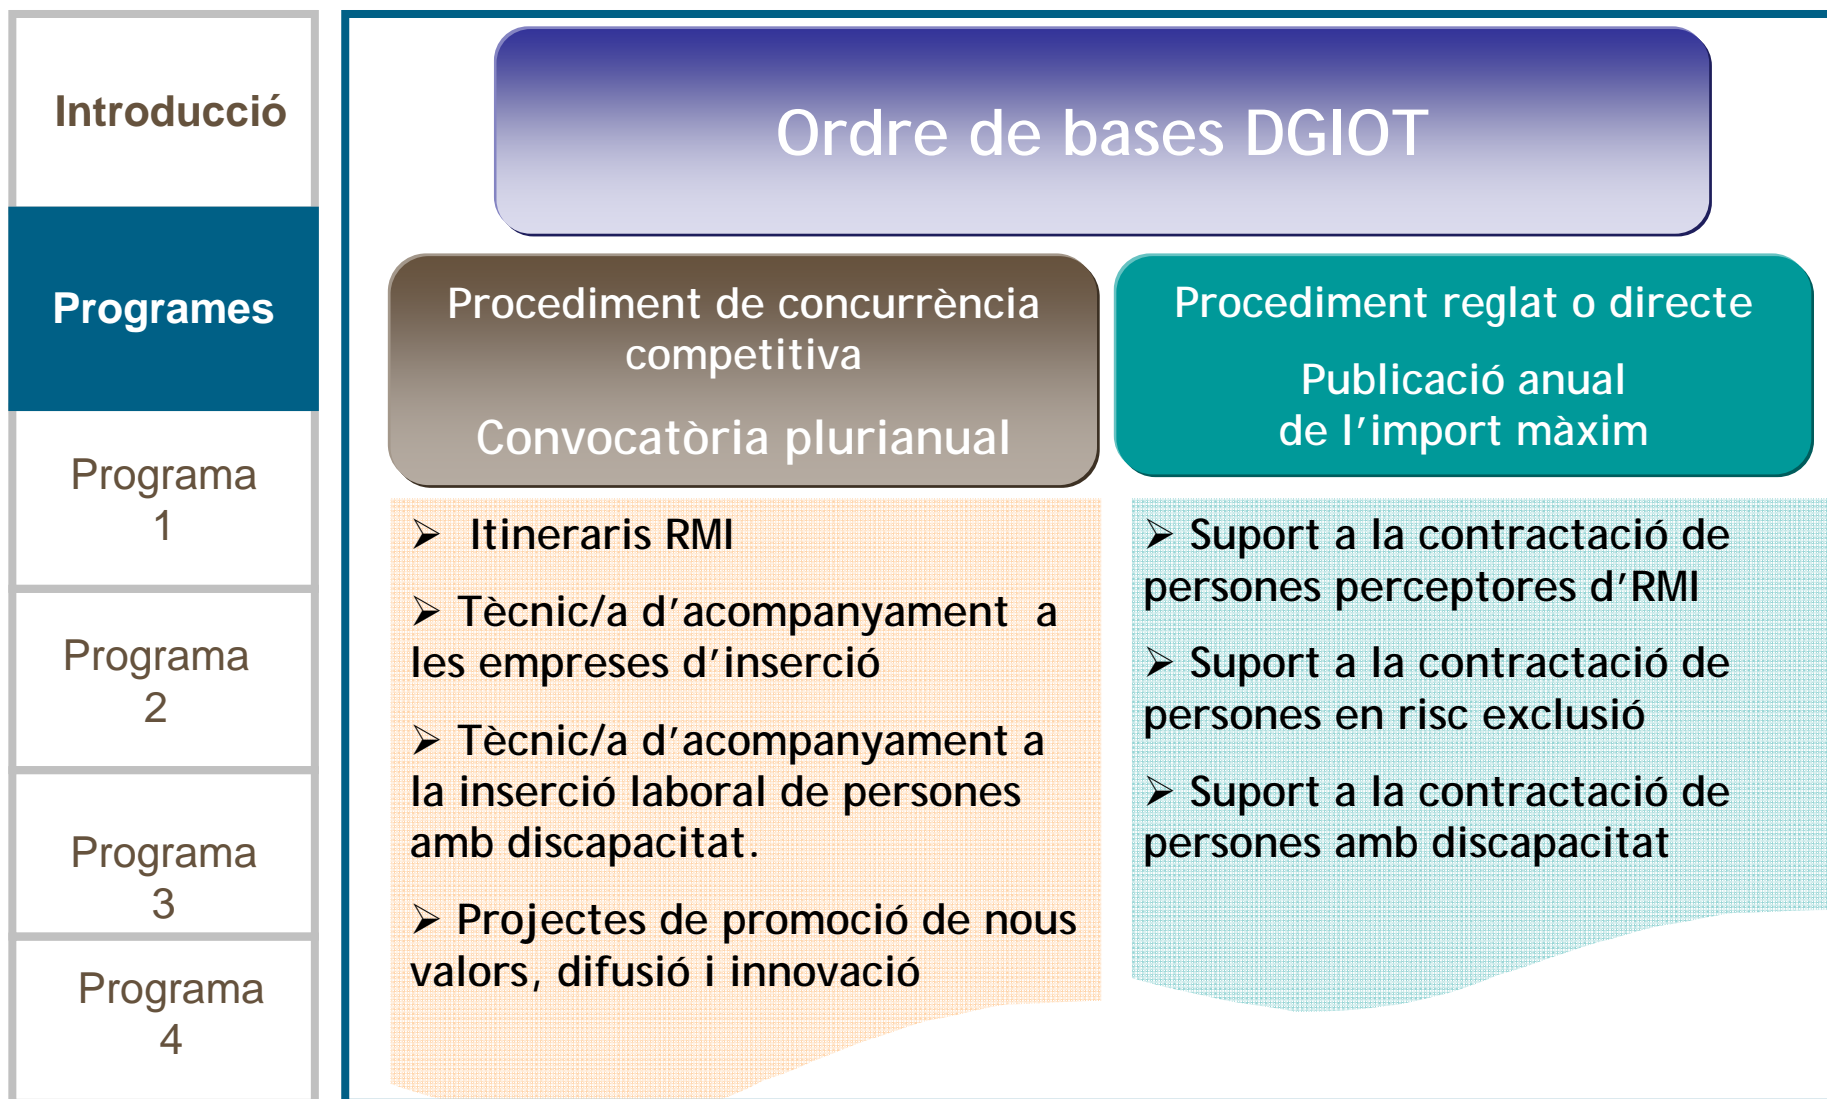 Introducció
Programes
Programa
1
Programa
2
Programa
3
Programa
4
Ordre de bases DGIOT
Procediment de concurrència
competitiva
Convocatòria plurianual
➢ Itineraris RMI
➢ Tècnic/a d’acompanyament a
les empreses d’inserció
➢ Tècnic/a d’acompanyament a
la inserció laboral de persones
amb discapacitat.
➢ Projectes de promoció de nous
valors, difusió i innovació
Procediment reglat o directe
Publicació anual
de l’import màxim
➢ Suport a la contractació de
persones perceptores d’RMI
➢ Suport a la contractació de
persones en risc exclusió
➢ Suport a la contractació de
persones amb discapacitat